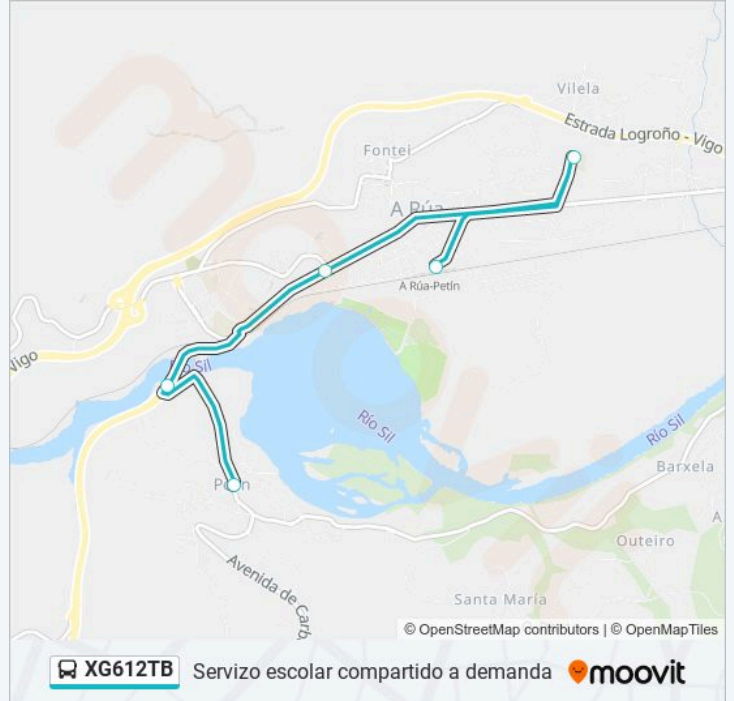 Vilela
Estrada Logroño - Vigo
Fontei
A Rúa
A Rúa-Petín
Vigo
Río Sil
Río Sil
Río Sil
Barxela
A
Outeiro
Avenida de Carb
Santa María
© OpenStreetMap contributors | © OpenMapTiles
XG612TB Servizo escolar compartido a demanda moovit